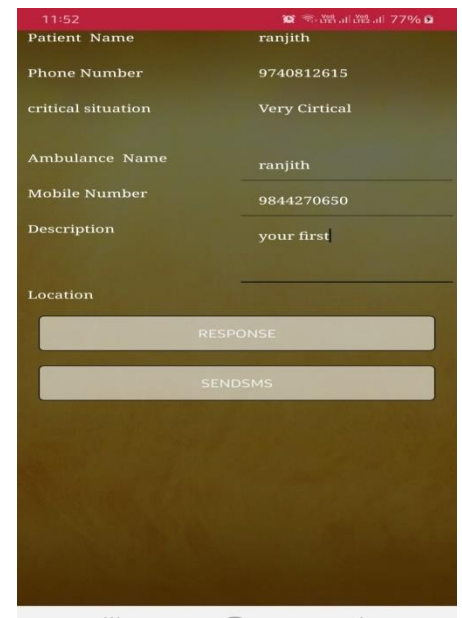 11:52 77%
Patient Name ranjith
Phone Number 9740812615
critical situation Very Cirtical
Ambulance Name ranjith
Mobile Number 9844270650
Description your first
Location
RESPONSE
SENDSMS